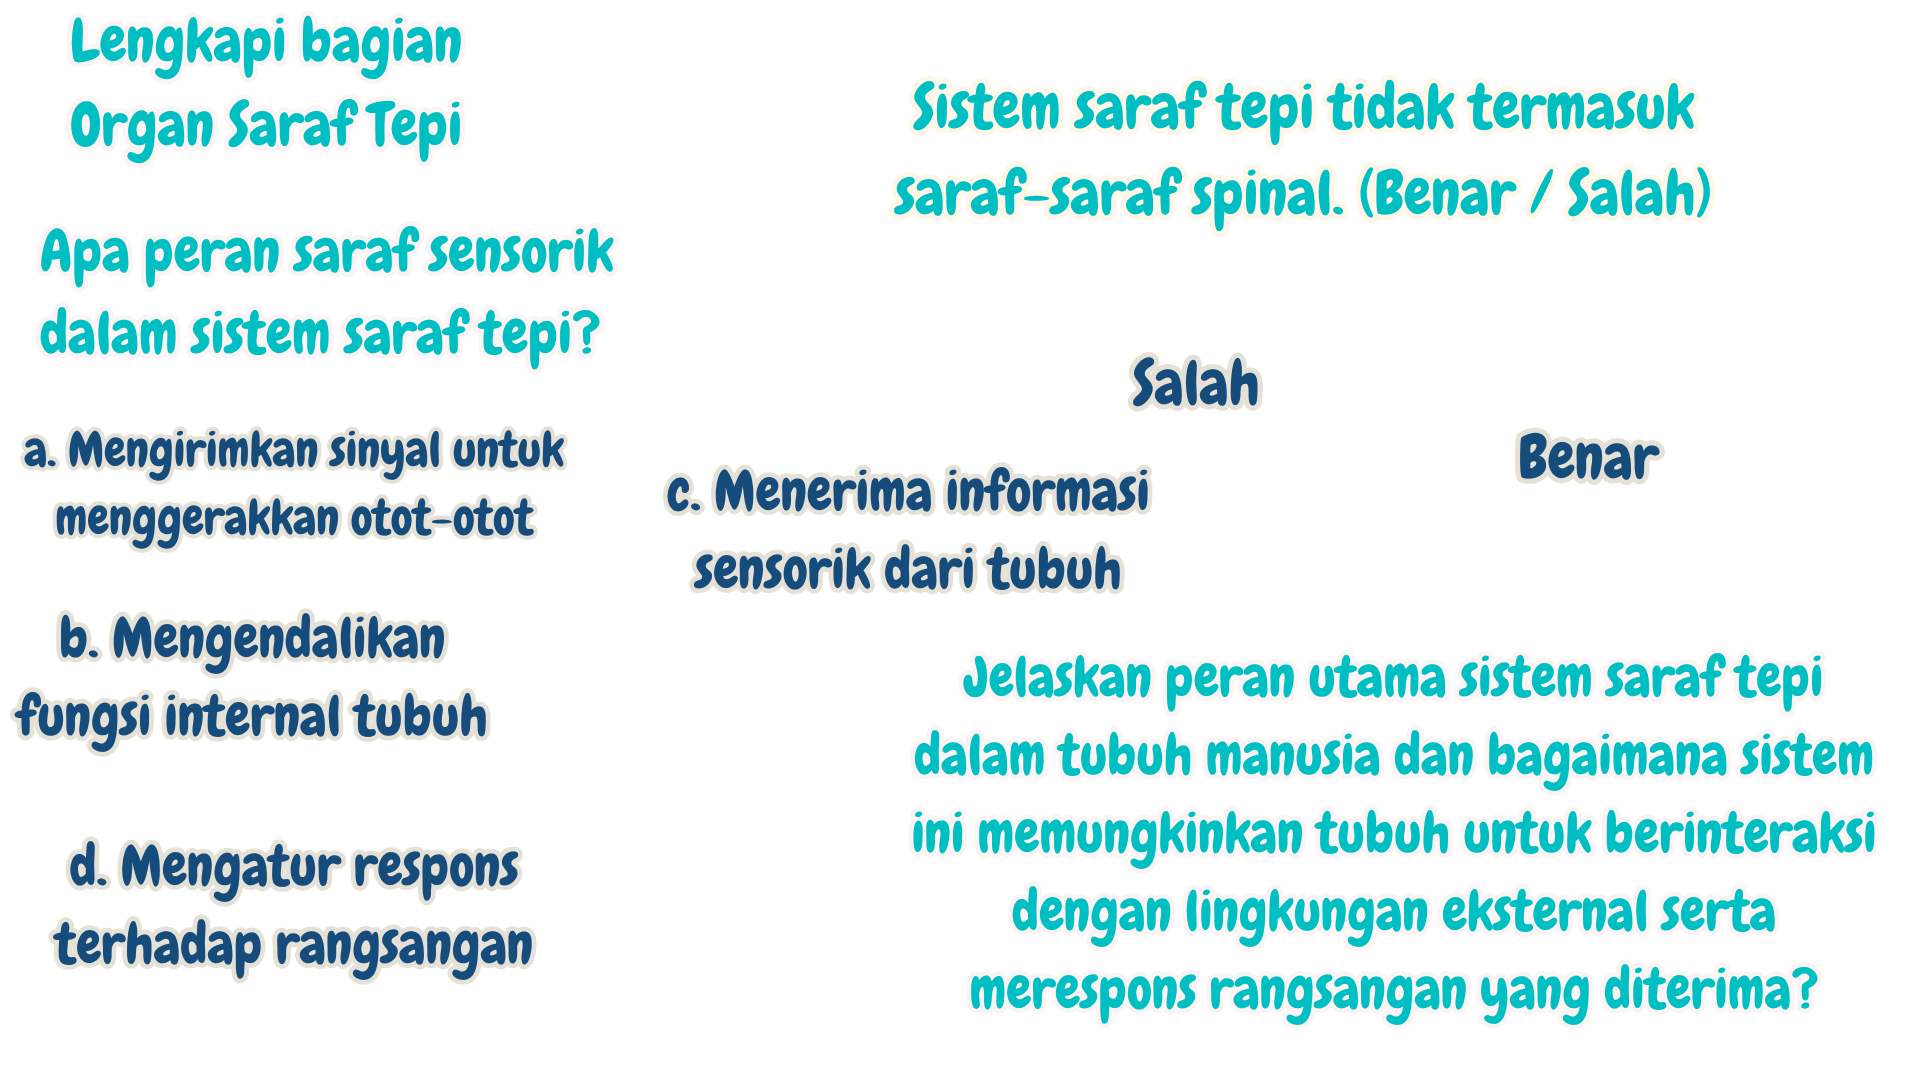 Lengkapi bagian
Organ Saraf Tepi
Apa peran saraf sensorik
dalam sistem saraf tepi?
a. Mengirimkan sinyal untuk
menggerakkan otot-otot
b. Mengendalikan
fungsi internal tubuh
c. Menerima informasi
sensorik dari tubuh
d. Mengatur respons
terhadap rangsangan
Sistem saraf tepi tidak termasuk
saraf-saraf spinal. (Benar / Salah)
Salah
Benar
Jelaskan peran utama sistem saraf tepi
dalam tubuh manusia dan bagaimana sistem
ini memungkinkan tubuh untuk berinteraksi
dengan lingkungan eksternal serta
merespons rangsangan yang diterima?